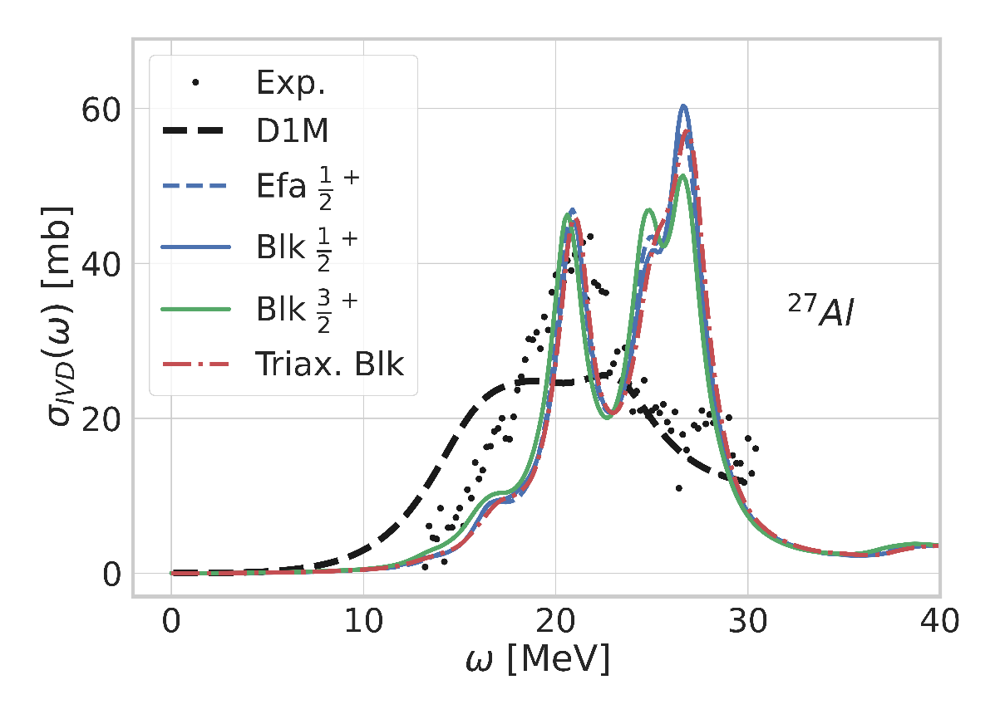 Exp.
D1M
Efa 1/2 +
Blk 1/2 +
Blk 3/2 +
Triax. Blk
27Al
σIVD(ω) [mb]
60
40
20
0
0 10 20 30 40
ω [MeV]